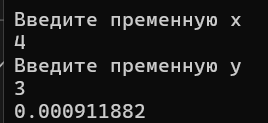 Введите пременную x
4
Введите пременную y
3
0.000911882